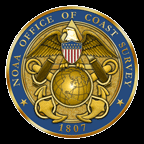 NOAA OFFICE OF COAST SURVEY
1807